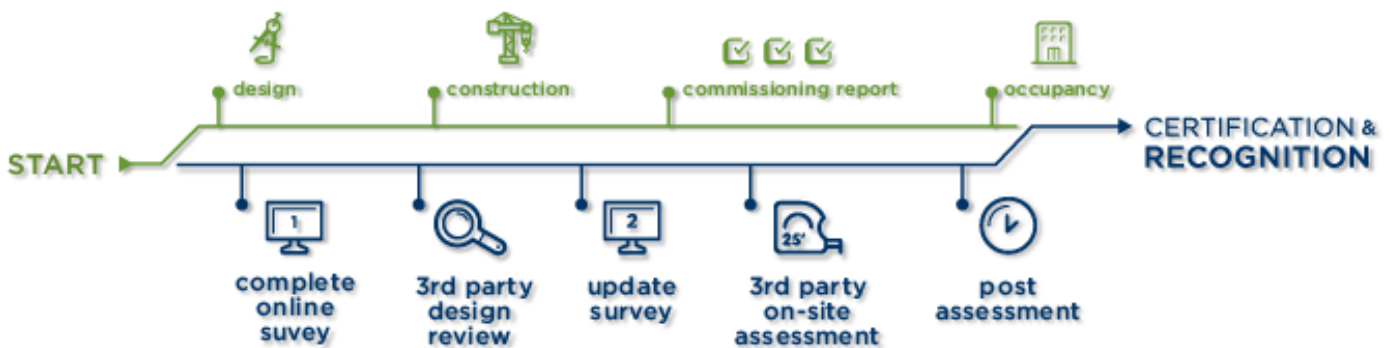 design
construction
commissioning report
occupancy
CERTIFICATION &
RECOGNITION
START
1
2
25'
complete
online
suvey
3rd party
design
review
update
survey
3rd party
on-site
assessment
post
assessment